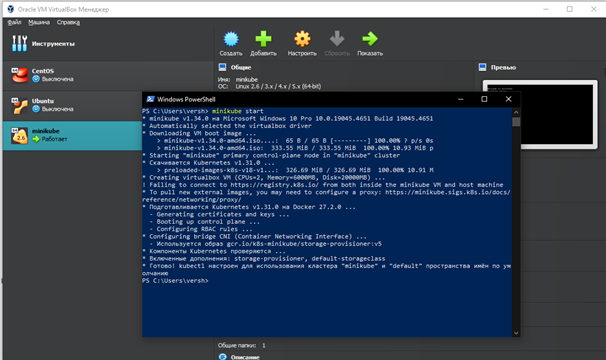 Oracle VM VirtualBox Менеджер
Файл Машина Справка
Инструменты
CentOS
Выключена
Ubuntu
Выключена
minikube
Работает
Создать Добавить Настроить Сбросить Показать
Общие
Имя: minikube
ОС: Linux 2.6 / 3.x / 4.x / 5.x (64-bit)
Превью
Windows PowerShell
PS C:\Users\versh> minikube start
* minikube v1.34.0 на Microsoft Windows 10 Pro 10.0.19045.4651 Build 19045.4651
* Automatically selected the virtualbox driver
* Downloading VM boot image ...
> minikube-v1.34.0-amd64.iso....: 65 B / 65 B [---------] 100.00% ? p/s 0s
> minikube-v1.34.0-amd64.iso: 333.55 MiB / 333.55 MiB 100.00% 10.93 MiB p
* Starting "minikube" primary control-plane node in "minikube" cluster
* Скачивается Kubernetes v1.31.0 ...
> preloaded-images-k8s-v18-v1...: 326.69 MiB / 326.69 MiB 100.00% 10.91 M
* Creating virtualbox VM (CPUs=2, Memory=6000MB, Disk=20000MB) ...
! Failing to connect to https://registry.k8s.io/ from both inside the minikube VM and host machine
* To pull new external images, you may need to configure a proxy: https://minikube.sigs.k8s.io/docs/
reference/networking/proxy/
* Подготавливается Kubernetes v1.31.0 на Docker 27.2.0 ...
- Generating certificates and keys ...
- Booting up control plane ...
- Configuring RBAC rules ...
* Configuring bridge CNI (Container Networking Interface) ...
- Используется образ gcr.io/k8s-minikube/storage-provisioner:v5
* Компоненты Kubernetes проверяются ...
* Включенные дополнения: storage-provisioner, default-storageclass
* Готово! kubectl настроен для использования кластера "minikube" и "default" пространства имён по ум
олчанию
PS C:\Users\versh>
Общие папки: 1
Описание